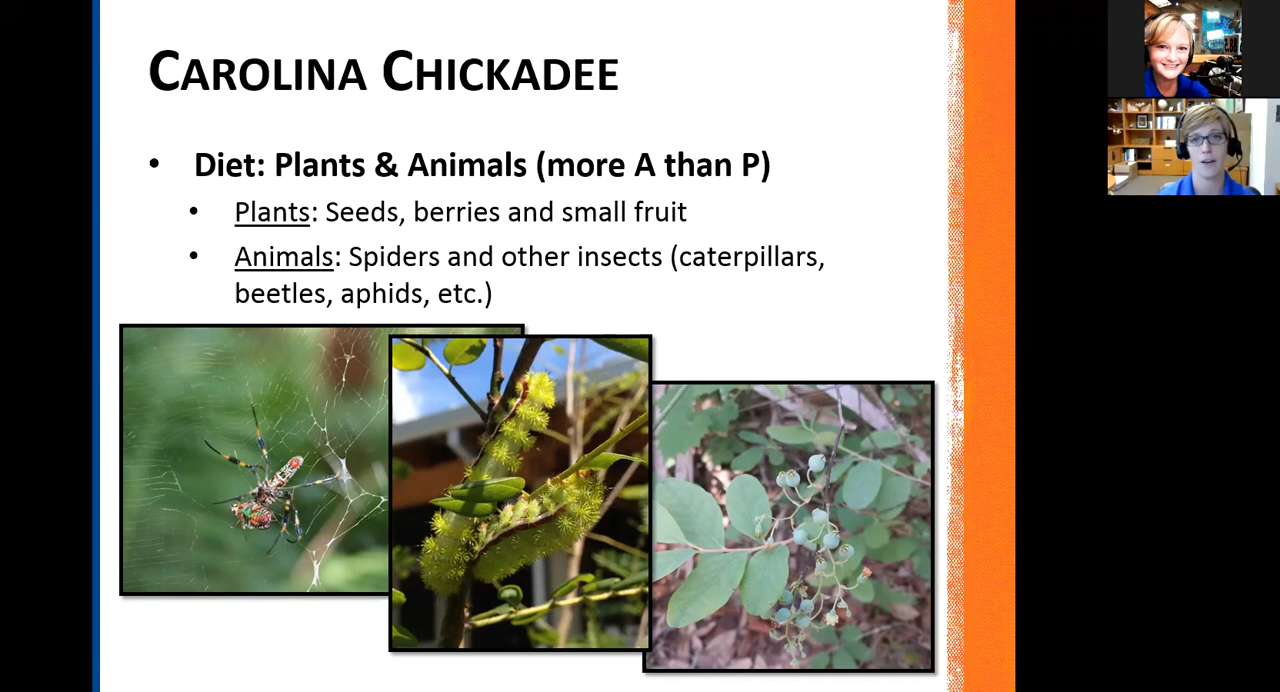 CAROLINA CHICKADEE
• Diet: Plants & Animals (more A than P)
• Plants: Seeds, berries and small fruit
• Animals: Spiders and other insects (caterpillars,
beetles, aphids, etc.)